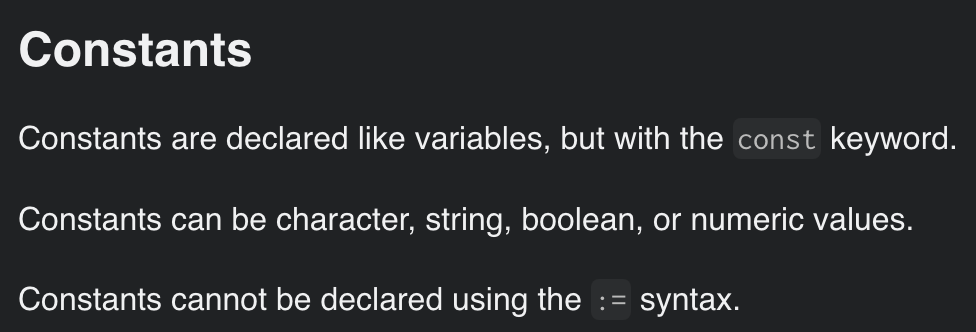 Constants
Constants are declared like variables, but with the const keyword.
Constants can be character, string, boolean, or numeric values.
Constants cannot be declared using the := syntax.